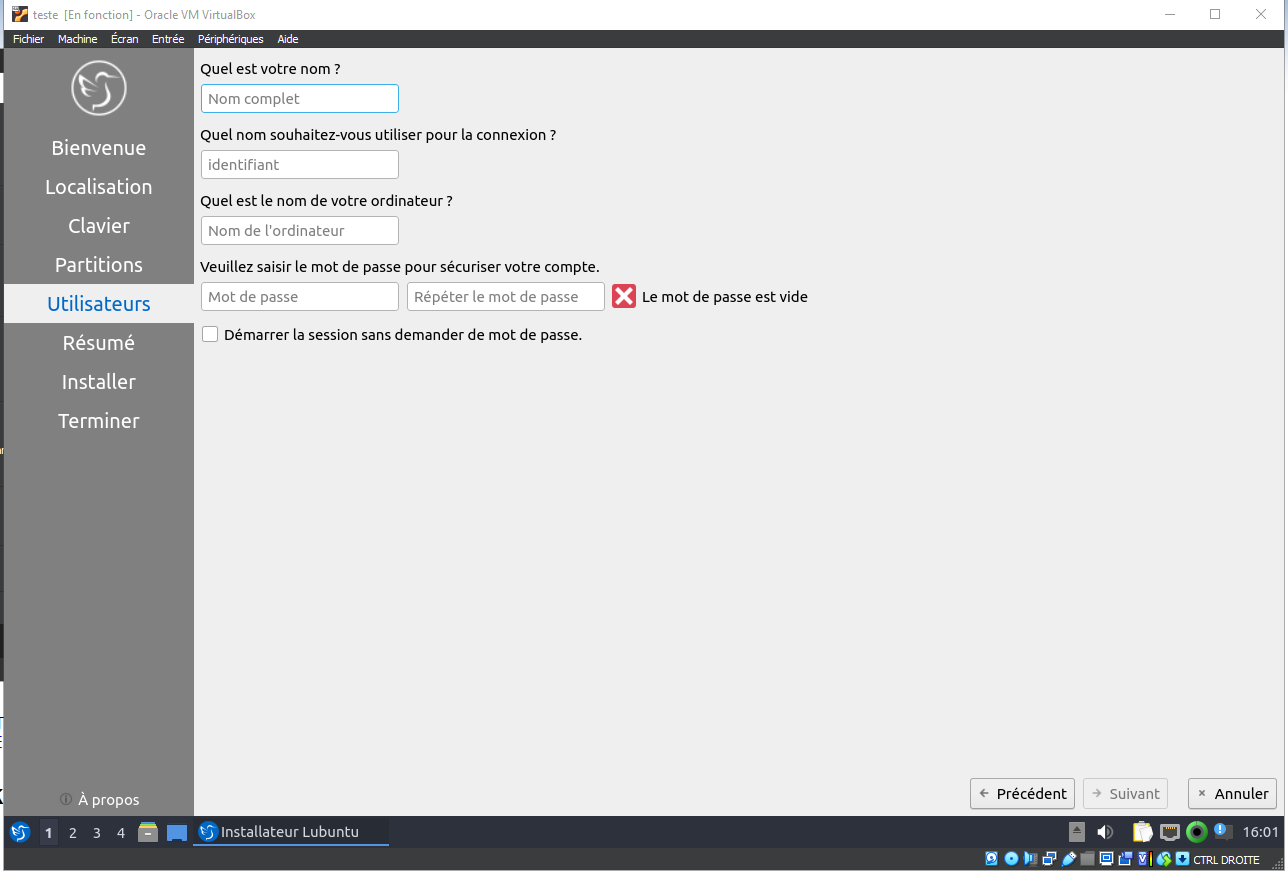 teste [En fonction] - Oracle VM VirtualBox
Fichier Machine Écran Entrée Périphériques Aide
Bienvenue
Localisation
Clavier
Partitions
Utilisateurs
Résumé
Installer
Terminer
À propos
Quel est votre nom ?
Nom complet
Quel nom souhaitez-vous utiliser pour la connexion ?
identifiant
Quel est le nom de votre ordinateur ?
Nom de l'ordinateur
Veuillez saisir le mot de passe pour sécuriser votre compte.
Mot de passe Répéter le mot de passe Le mot de passe est vide
Démarrer la session sans demander de mot de passe.
Précédent Suivant Annuler
1 2 3 4 Installateur Lubuntu 16:01
CTRL DROITE